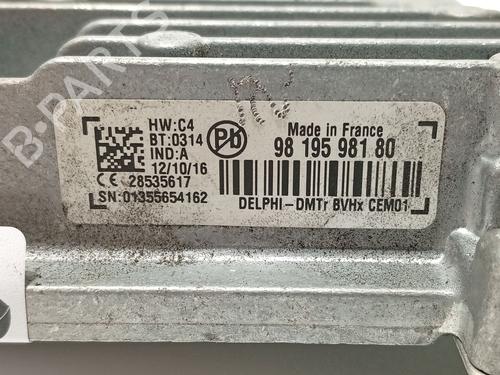 B-PARTS
HW:C4
BT:0314
IND:A
12/10/16
CE 28535617
SN:01355654162
Pb
Made in France
98 195 981 80
DELPHI-DMTr BVHx CEM01